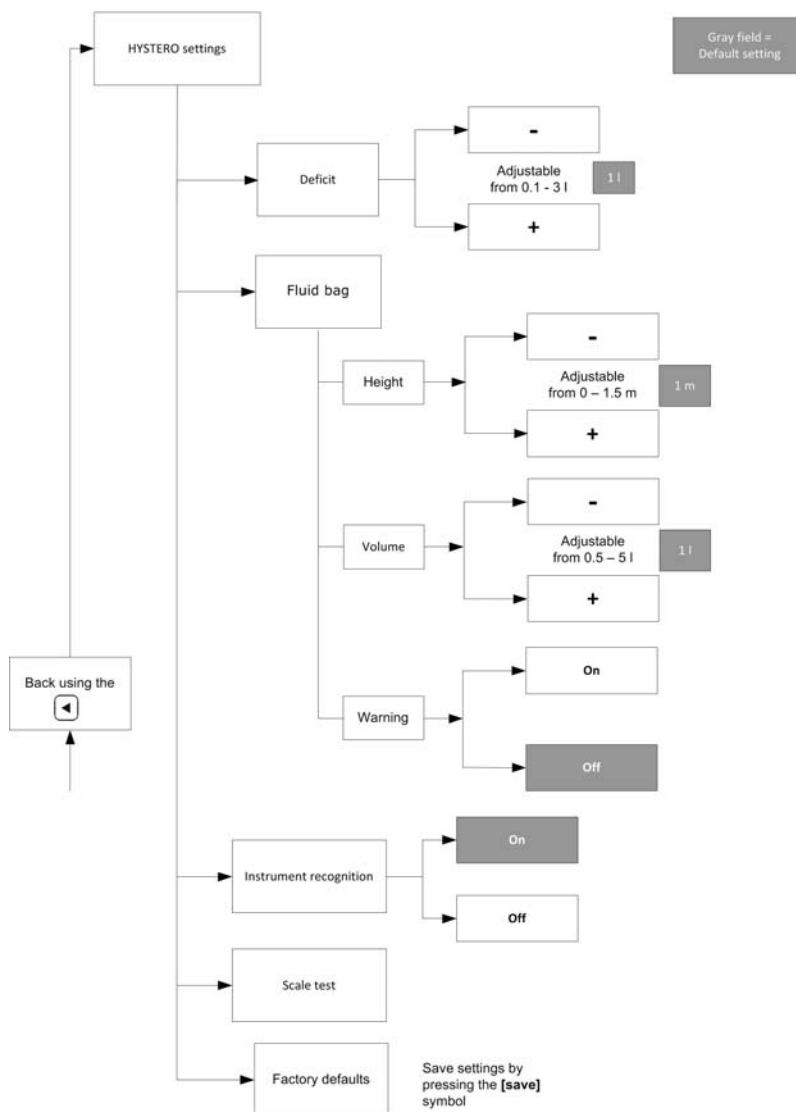 HYSTERO settings
Gray field =
Default setting
-
Deficit
Adjustable
from 0.1 - 3 l
1 l
+
Fluid bag
-
Height
Adjustable
from 0 – 1.5 m
1 m
+
-
Volume
Adjustable
from 0.5 – 5 l
1 l
+
Back using the
On
Warning
Off
On
Instrument recognition
Off
Scale test
Factory defaults
Save settings by
pressing the [save]
symbol